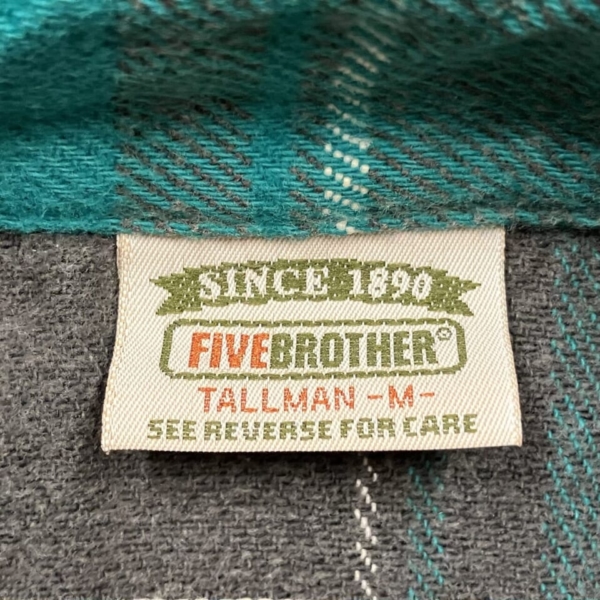 SINCE 1890
FIVEBROTHER®
TALLMAN -M-
SEE REVERSE FOR CARE